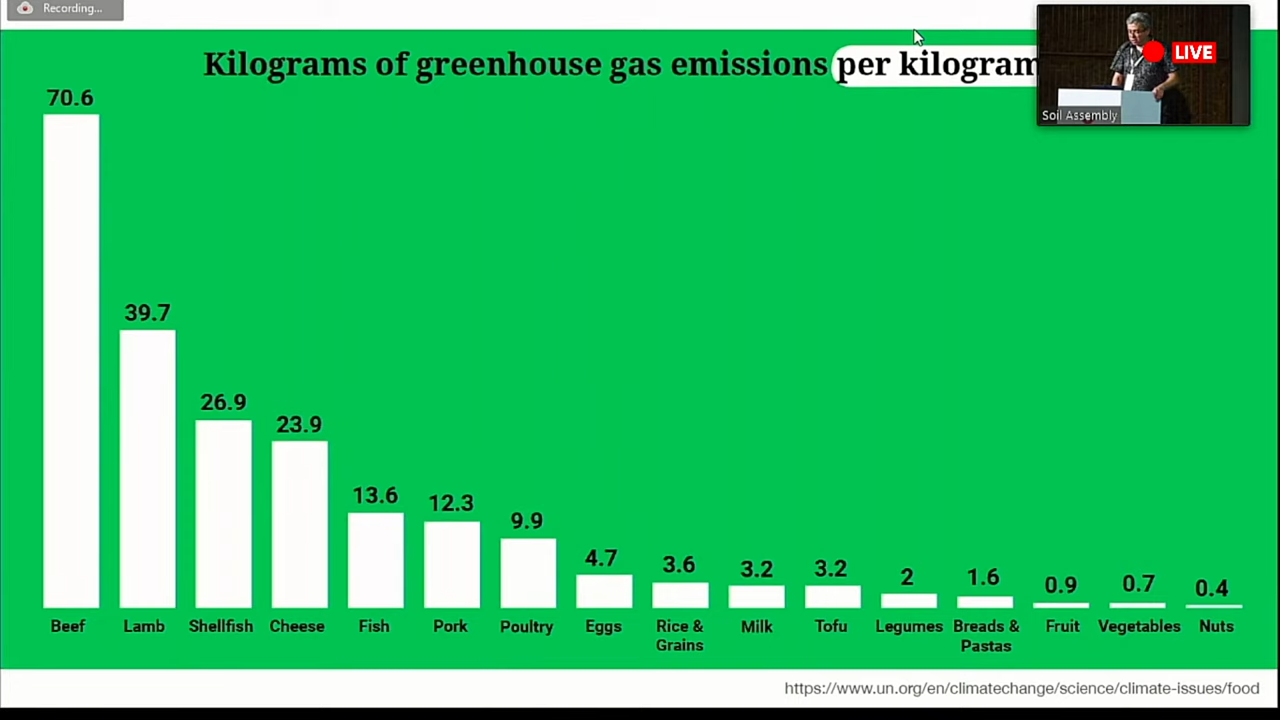 Recording...
Kilograms of greenhouse gas emissions per kilogram
LIVE
Soil Assembly
70.6
39.7
26.9
23.9
13.6
12.3
9.9
4.7
3.6
3.2
3.2
2
1.6
0.9
0.7
0.4
Beef
Lamb
Shellfish
Cheese
Fish
Pork
Poultry
Eggs
Rice &
Grains
Milk
Tofu
Legumes
Breads &
Pastas
Fruit
Vegetables
Nuts
https://www.un.org/en/climatechange/science/climate-issues/food